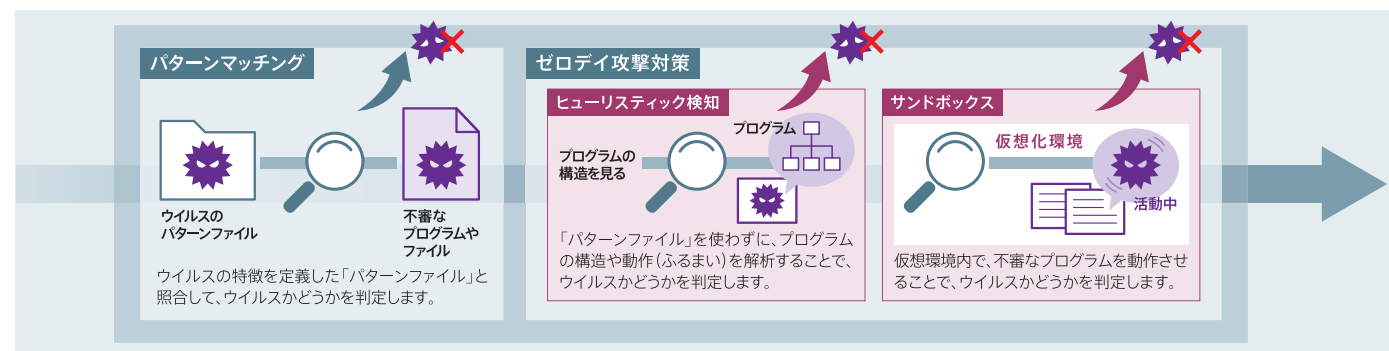 パターンマッチング
ウイルスの
パターンファイル
不審な
プログラムや
ファイル
ウイルスの特徴を定義した「パターンファイル」と
照合して、ウイルスかどうかを判定します。
ゼロデイ攻撃対策
ヒューリスティック検知
プログラムの
構造を見る
プログラム
「パターンファイル」を使わずに、プログラム
の構造や動作(ふるまい)を解析することで、
ウイルスかどうかを判定します。
サンドボックス
仮想化環境
活動中
仮想環境内で、不審なプログラムを動作させ
ることで、ウイルスかどうかを判定します。